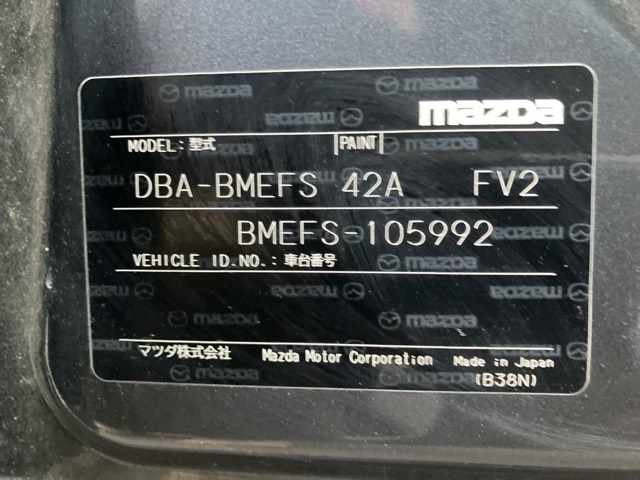 mazda
MODEL: 型式 PAINT
DBA-BMEFS 42A FV2
BMEFS-105992
VEHICLE ID.NO.: 車台番号
マツダ株式会社 Mazda Motor Corporation Made in Japan
(B38N)